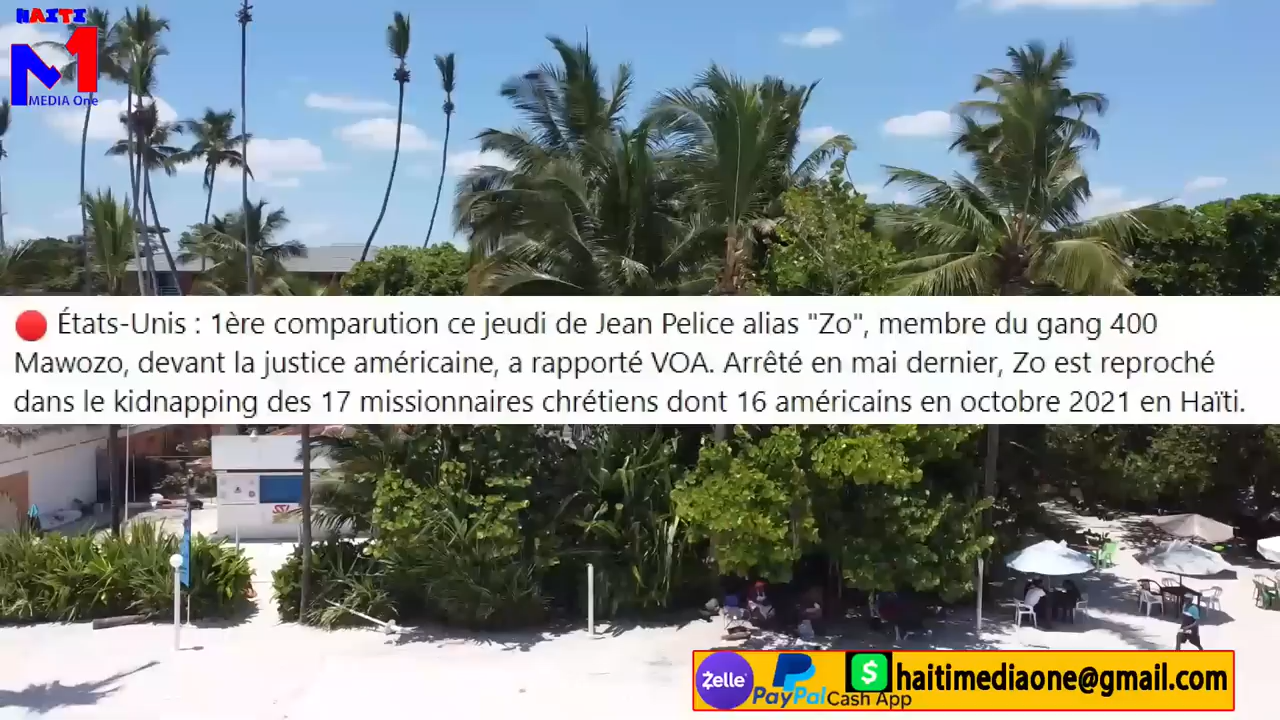 HAITI
M1
MEDIA One
🔴 États-Unis : 1ère comparution ce jeudi de Jean Pelice alias "Zo", membre du gang 400
Mawozo, devant la justice américaine, a rapporté VOA. Arrêté en mai dernier, Zo est reproché
dans le kidnapping des 17 missionnaires chrétiens dont 16 américains en octobre 2021 en Haïti.
Zelle PayPal $ Cash App haitimediaone@gmail.com